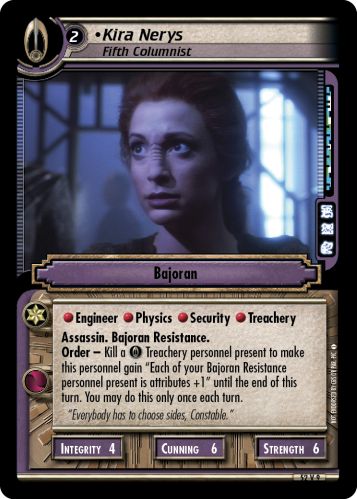 2
•Kira Nerys
Fifth Columnist
Bajoran
Engineer Physics Security Treachery
Assassin. Bajoran Resistance.
Order – Kill a Treachery personnel present to make
this personnel gain "Each of your Bajoran Resistance
personnel present is attributes +1" until the end of this
turn. You may do this only once each turn.
"Everybody has to choose sides, Constable."
INTEGRITY 4 CUNNING 6 STRENGTH 6
52 V 9